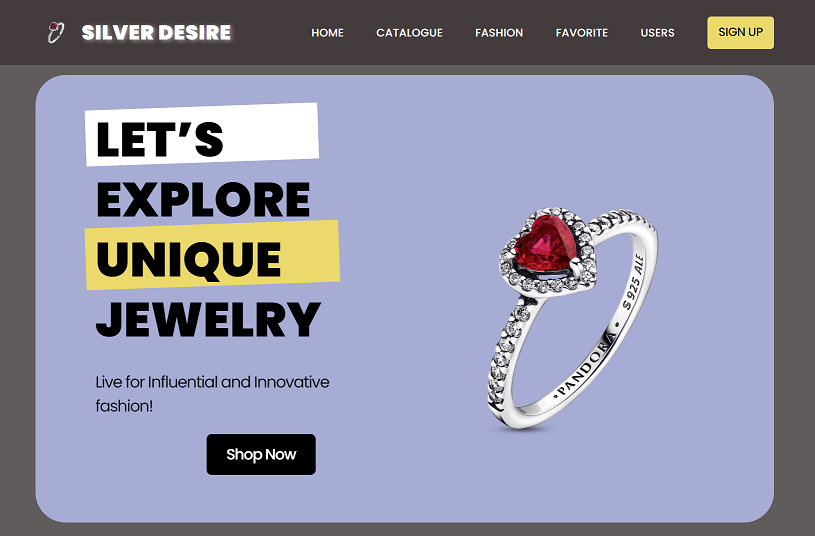 SILVER DESIRE
HOME
CATALOGUE
FASHION
FAVORITE
USERS
SIGN UP
LET’S
EXPLORE
UNIQUE
JEWELRY
Live for Influential and Innovative
fashion!
Shop Now
PANDORA
S 925 ALE